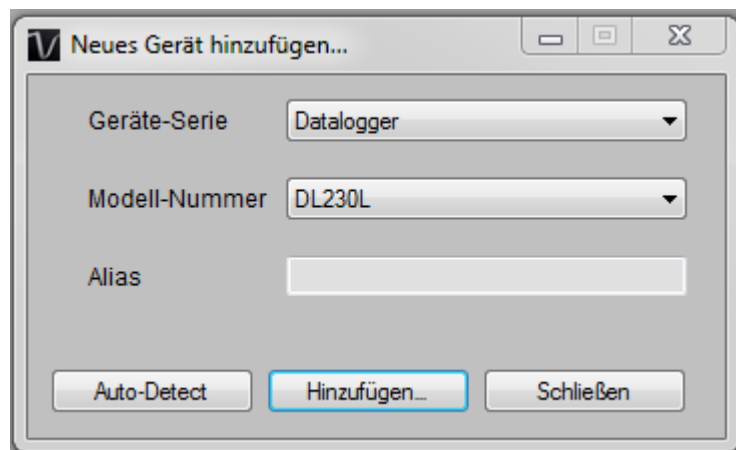 Neues Gerät hinzufügen...
Geräte-Serie Datalogger
Modell-Nummer DL230L
Alias
Auto-Detect Hinzufügen... Schließen